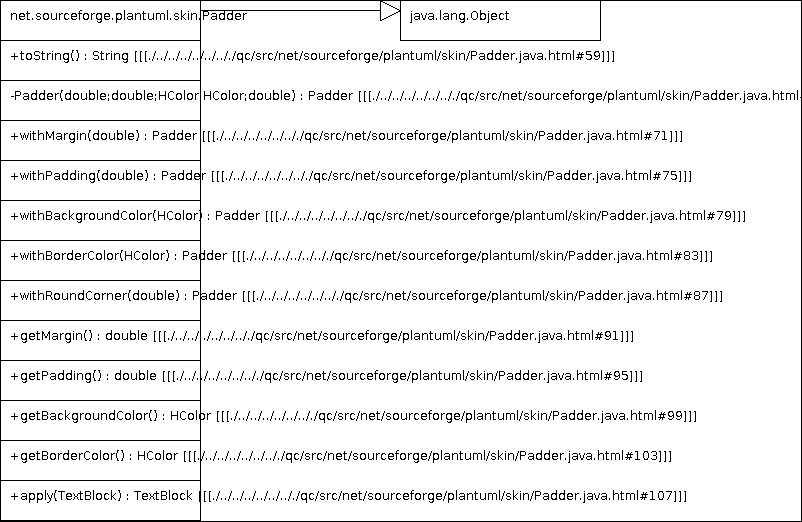 net.sourceforge.plantuml.skin.Padder
java.lang.Object
+toString() : String [[[./../../../../../../../qc/src/net/sourceforge/plantuml/skin/Padder.java.html#59]]]
-Padder(double;double;HColor HColor;double) : Padder [[[./../../../../../../../qc/src/net/sourceforge/plantuml/skin/Padder.java.html-
+withMargin(double) : Padder [[[./../../../../../../../qc/src/net/sourceforge/plantuml/skin/Padder.java.html#71]]]
+withPadding(double) : Padder [[[./../../../../../../../qc/src/net/sourceforge/plantuml/skin/Padder.java.html#75]]]
+withBackgroundColor(HColor) : Padder [[[./../../../../../../../qc/src/net/sourceforge/plantuml/skin/Padder.java.html#79]]]
+withBorderColor(HColor) : Padder [[[./../../../../../../../qc/src/net/sourceforge/plantuml/skin/Padder.java.html#83]]]
+withRoundCorner(double) : Padder [[[./../../../../../../../qc/src/net/sourceforge/plantuml/skin/Padder.java.html#87]]]
+getMargin() : double [[[./../../../../../../../qc/src/net/sourceforge/plantuml/skin/Padder.java.html#91]]]
+getPadding() : double [[[./../../../../../../../qc/src/net/sourceforge/plantuml/skin/Padder.java.html#95]]]
+getBackgroundColor() : HColor [[[./../../../../../../../qc/src/net/sourceforge/plantuml/skin/Padder.java.html#99]]]
+getBorderColor() : HColor [[[./../../../../../../../qc/src/net/sourceforge/plantuml/skin/Padder.java.html#103]]]
+apply(TextBlock) : TextBlock [[[./../../../../../../../qc/src/net/sourceforge/plantuml/skin/Padder.java.html#107]]]